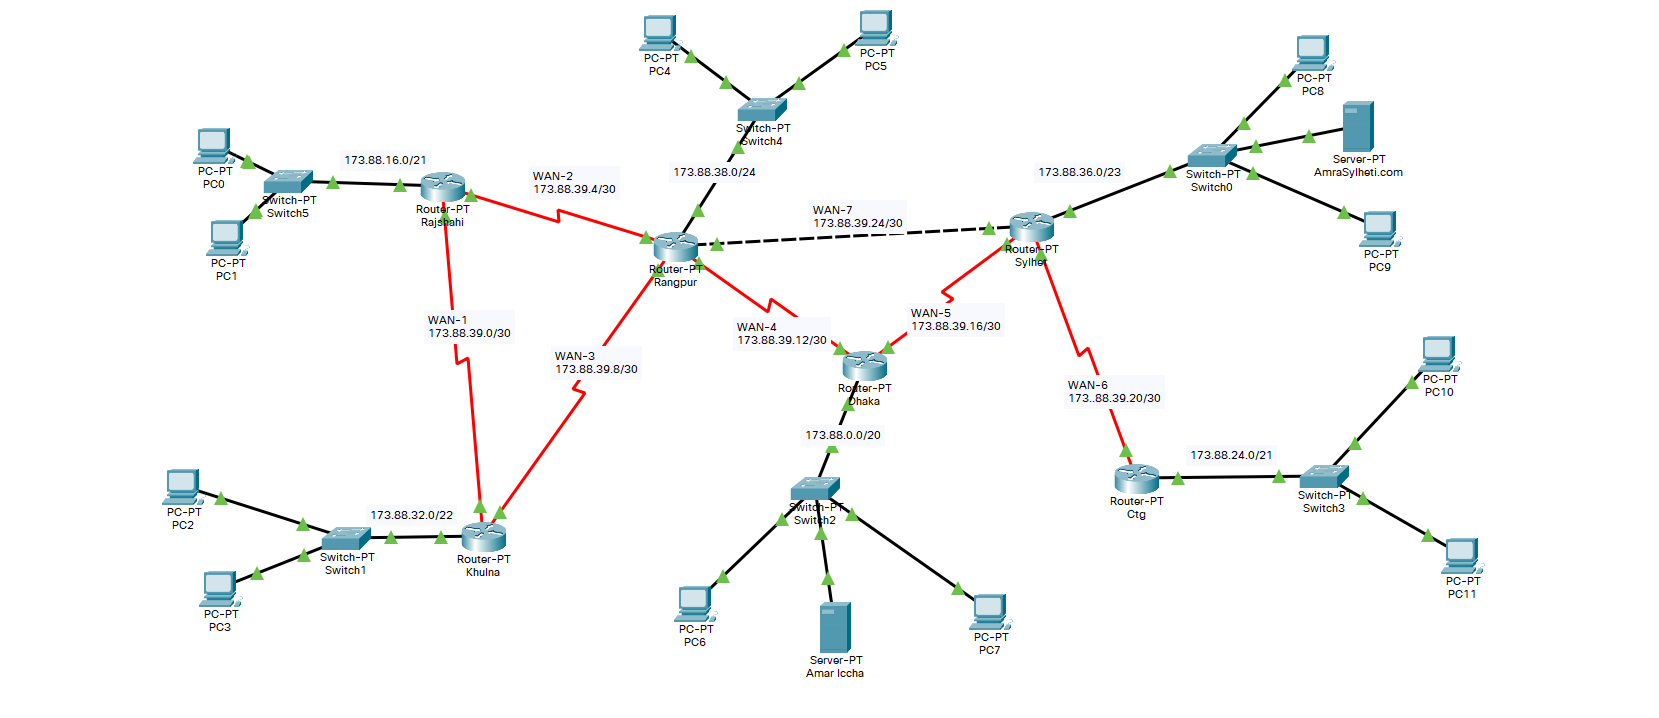 PC-PT
PC4
PC-PT
PC5
Switch-PT
Switch4
173.88.38.0/24
PC-PT
PC8
Server-PT
AmraSylheti.com
Switch-PT
Switch0
173.88.36.0/23
PC-PT
PC9
PC-PT
PC0
173.88.16.0/21
Switch-PT
Switch5
PC-PT
PC1
Router-PT
Rajshahi
WAN-2
173.88.39.4/30
WAN-7
173.88.39.24/30
Router-PT
Rangpur
Router-PT
Sylhet
WAN-1
173.88.39.0/30
WAN-3
173.88.39.8/30
WAN-4
173.88.39.12/30
WAN-5
173.88.39.16/30
Router-PT
Dhaka
WAN-6
173..88.39.20/30
PC-PT
PC10
173.88.0.0/20
173.88.24.0/21
Router-PT
Ctg
Switch-PT
Switch3
PC-PT
PC11
PC-PT
PC2
173.88.32.0/22
Switch-PT
Switch1
Router-PT
Khulna
PC-PT
PC3
Switch-PT
Switch2
PC-PT
PC6
Server-PT
Amar Iccha
PC-PT
PC7